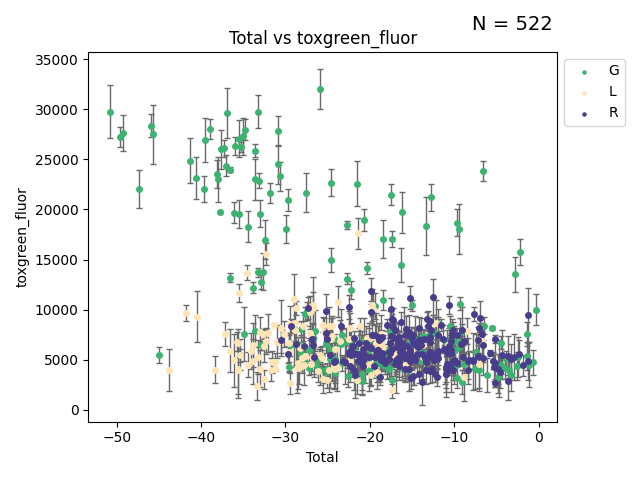 N = 522
Total vs toxgreen_fluor
35000
30000
25000
20000
15000
10000
5000
0
toxgreen_fluor
−50
−40
−30
−20
−10
0
Total
G
L
R